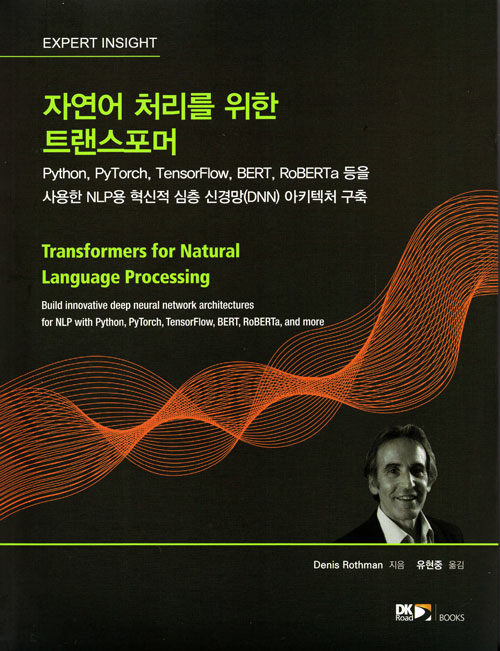 EXPERT INSIGHT
자연어 처리를 위한
트랜스포머
Python, PyTorch, TensorFlow, BERT, RoBERTa 등을
사용한 NLP용 혁신적 심층 신경망(DNN) 아키텍처 구축
Transformers for Natural
Language Processing
Build innovative deep neural network architectures
for NLP with Python, PyTorch, TensorFlow, BERT, RoBERTa, and more
Denis Rothman 지음 유현중 옮김
DK
Road
BOOKS